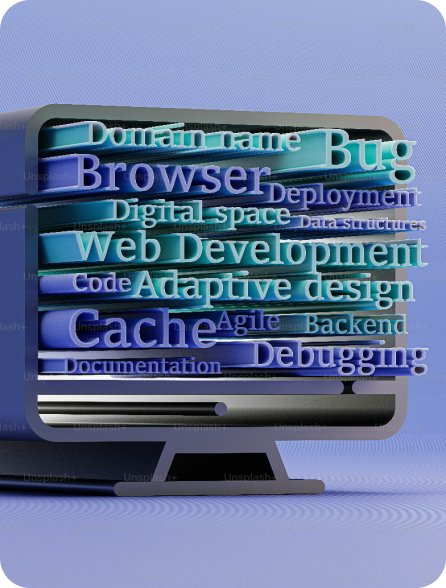 Domain name
Bug
Browser
Deployment
Digital space
Data structures
Web Development
Code
Adaptive design
Cache
Agile
Backend
Debugging
Documentation
Unsplash+